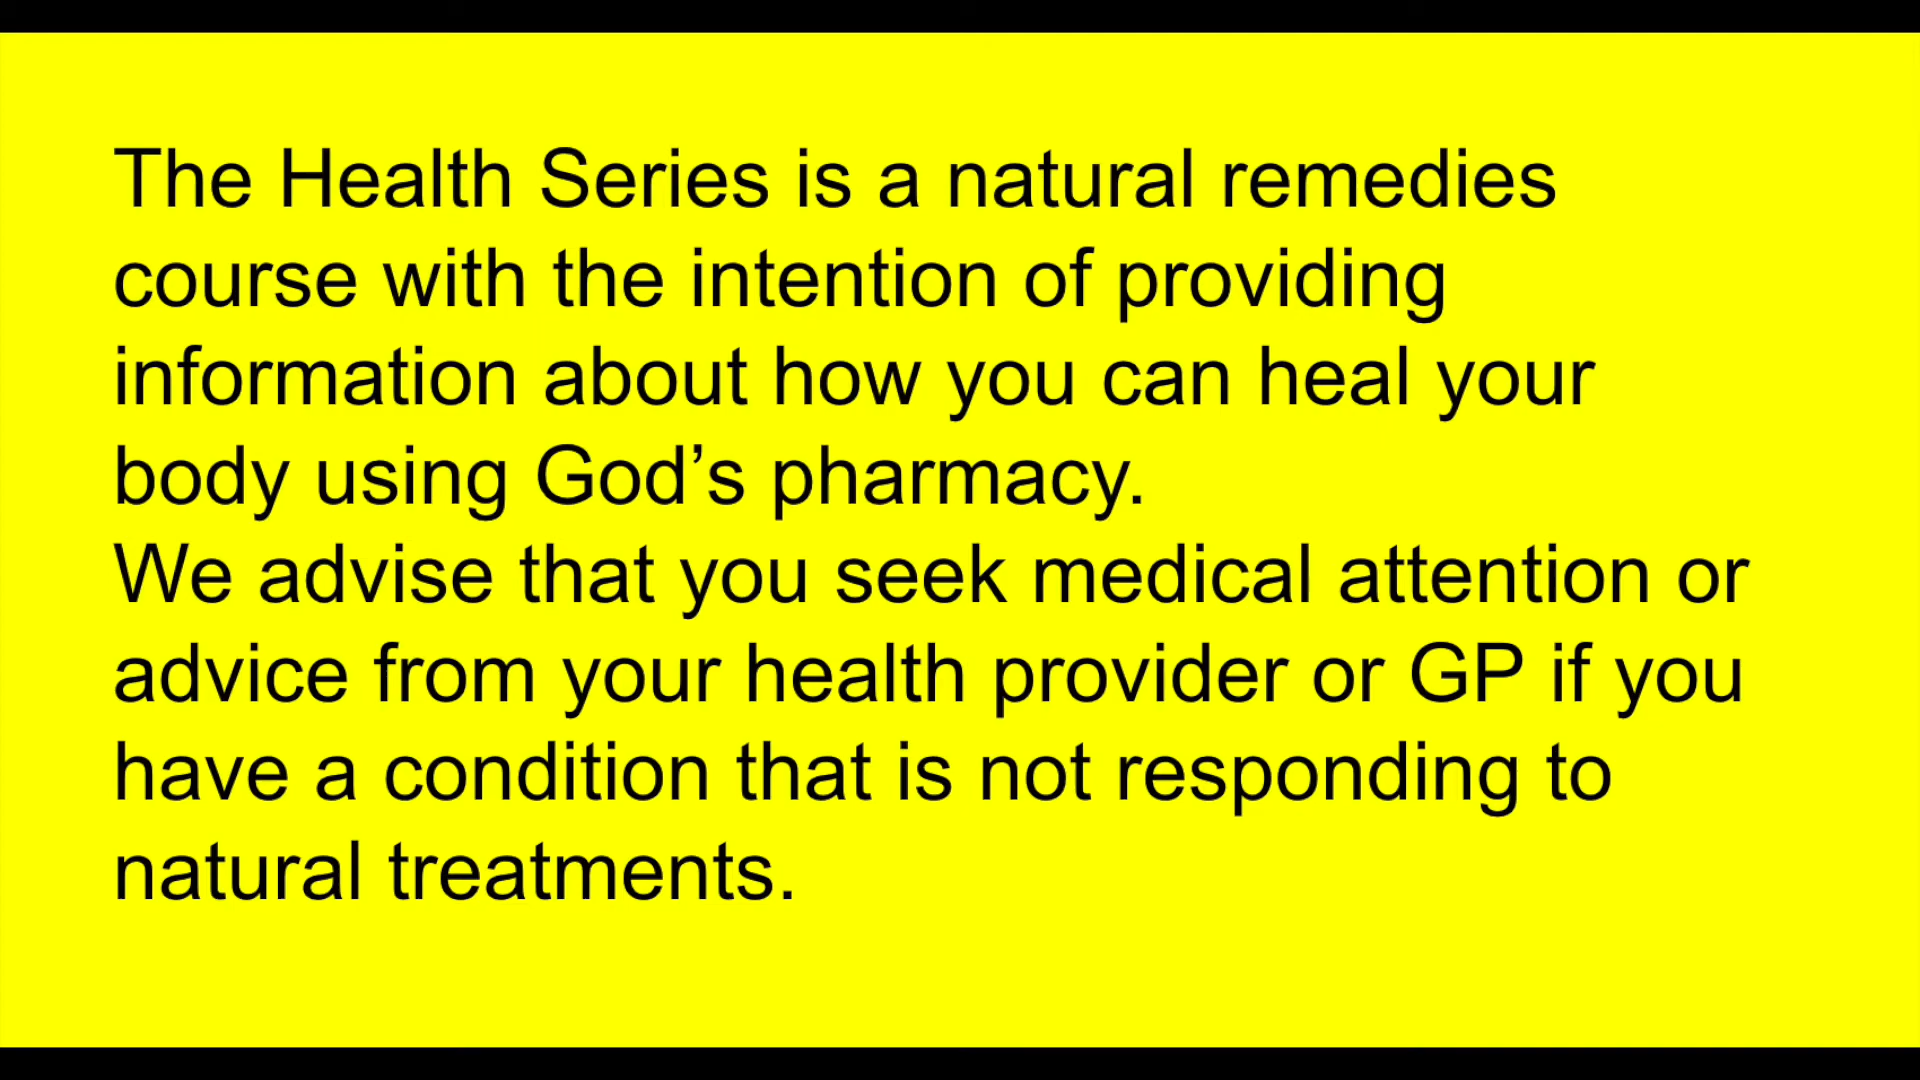 The Health Series is a natural remedies
course with the intention of providing
information about how you can heal your
body using God’s pharmacy.
We advise that you seek medical attention or
advice from your health provider or GP if you
have a condition that is not responding to
natural treatments.